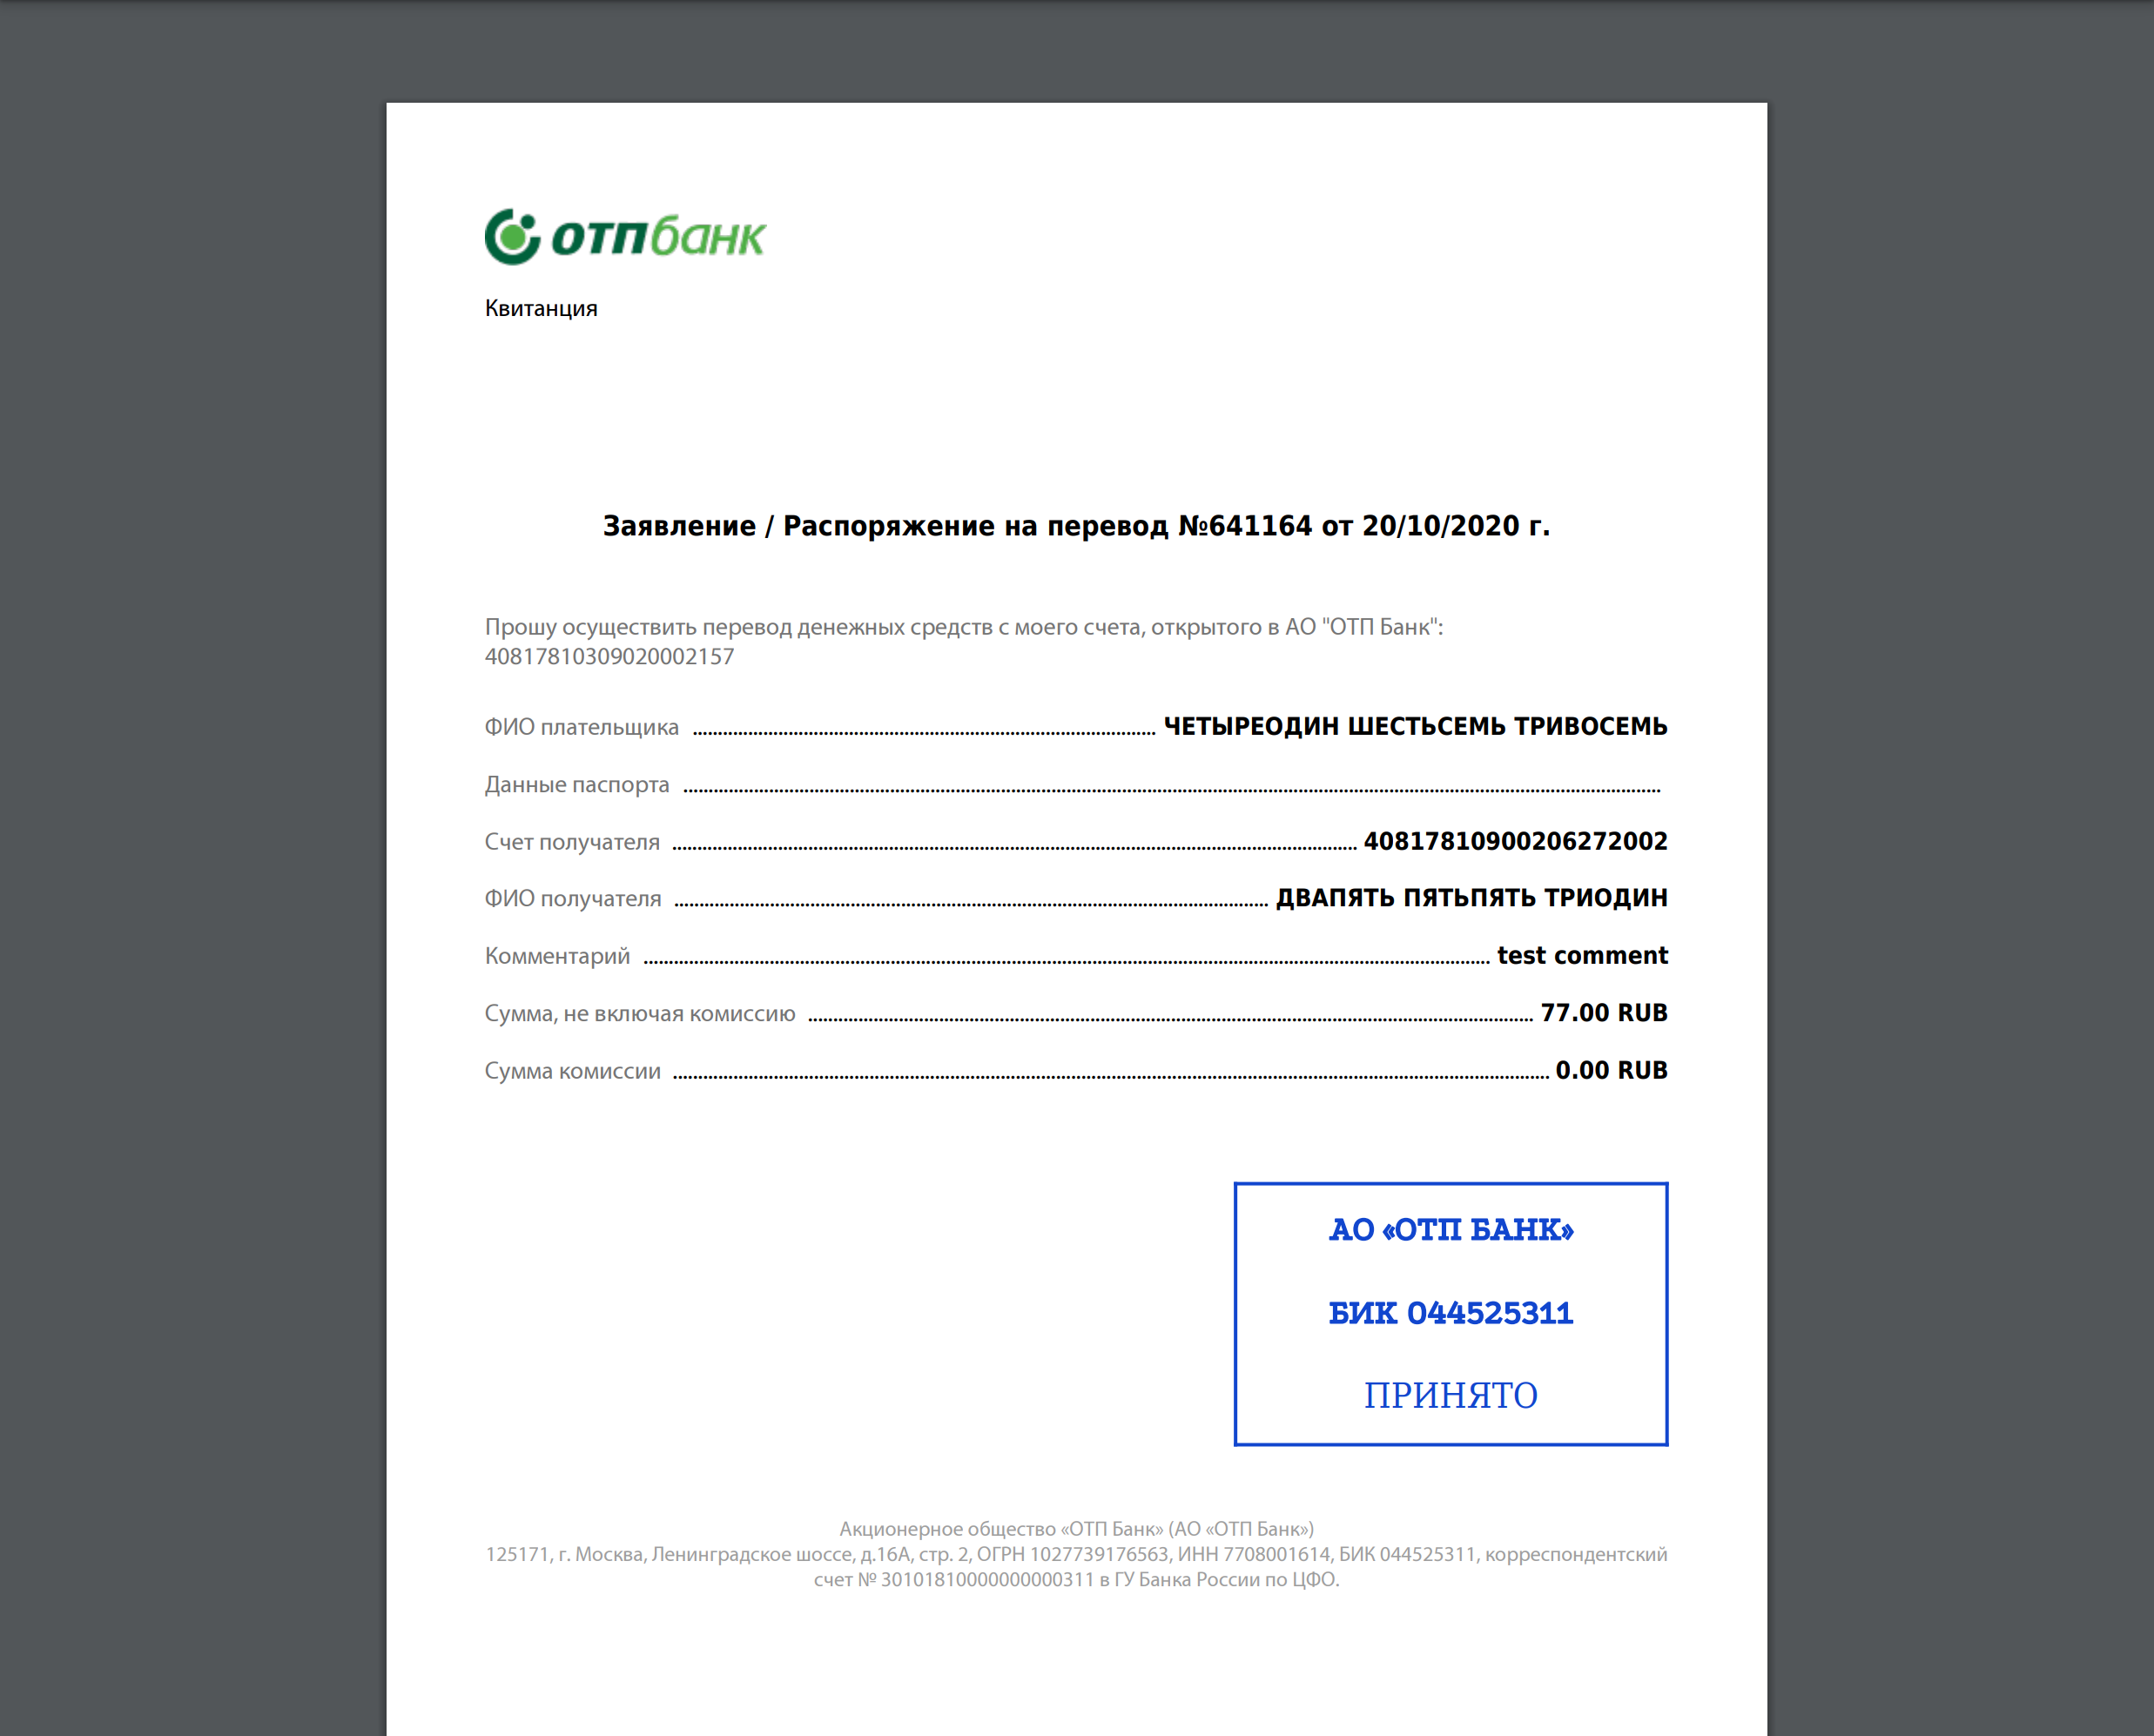 отпбанк
Квитанция
Заявление / Распоряжение на перевод №641164 от 20/10/2020 г.
Прошу осуществить перевод денежных средств с моего счета, открытого в АО "ОТП Банк":
40817810309020002157
ФИО плательщика ЧЕТЫРЕОДИН ШЕСТЬСЕМЬ ТРИВОСЕМЬ
Данные паспорта
Счет получателя 40817810900206272002
ФИО получателя ДВАПЯТЬ ПЯТЬПЯТЬ ТРИОДИН
Комментарий test comment
Сумма, не включая комиссию 77.00 RUB
Сумма комиссии 0.00 RUB
АО «ОТП БАНК»
БИК 044525311
ПРИНЯТО
Акционерное общество «ОТП Банк» (АО «ОТП Банк»)
125171, г. Москва, Ленинградское шоссе, д.16А, стр. 2, ОГРН 1027739176563, ИНН 7708001614, БИК 044525311, корреспондентский
счет № 30101810000000000311 в ГУ Банка России по ЦФО.